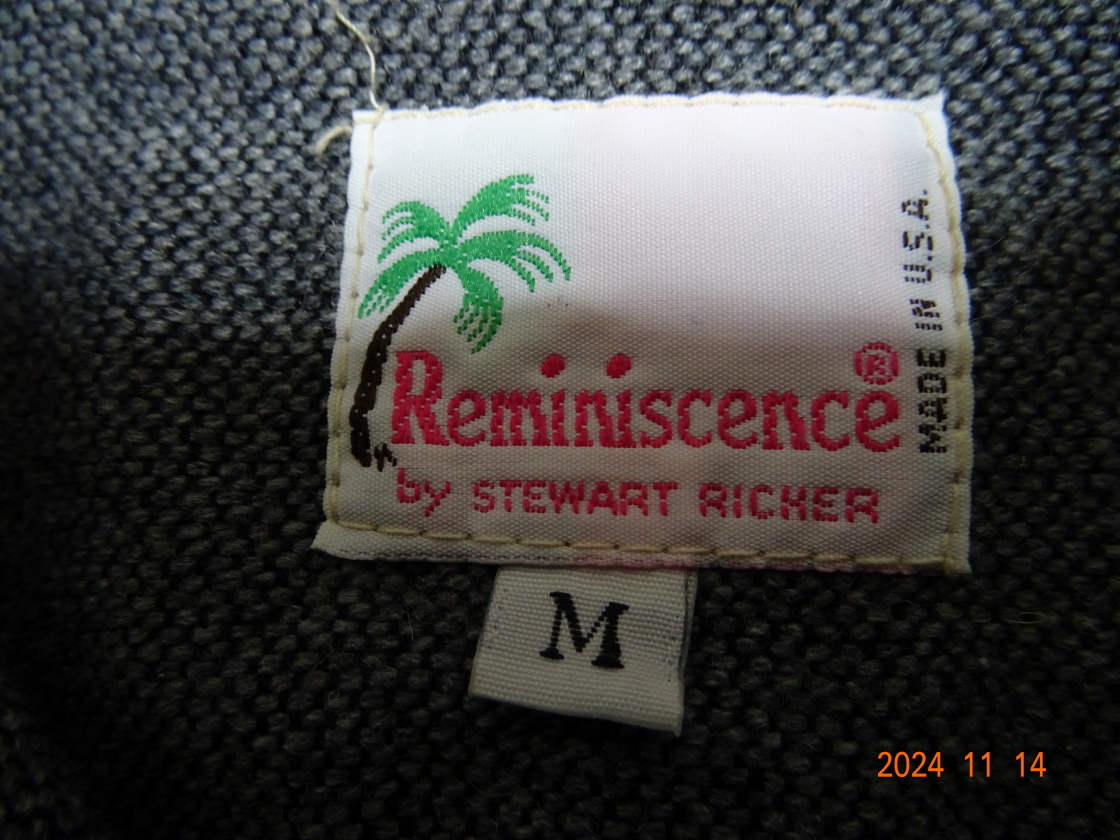 Reminiscence®
by STEWART RICHER
MADE IN U.S.A.
M
2024 11 14